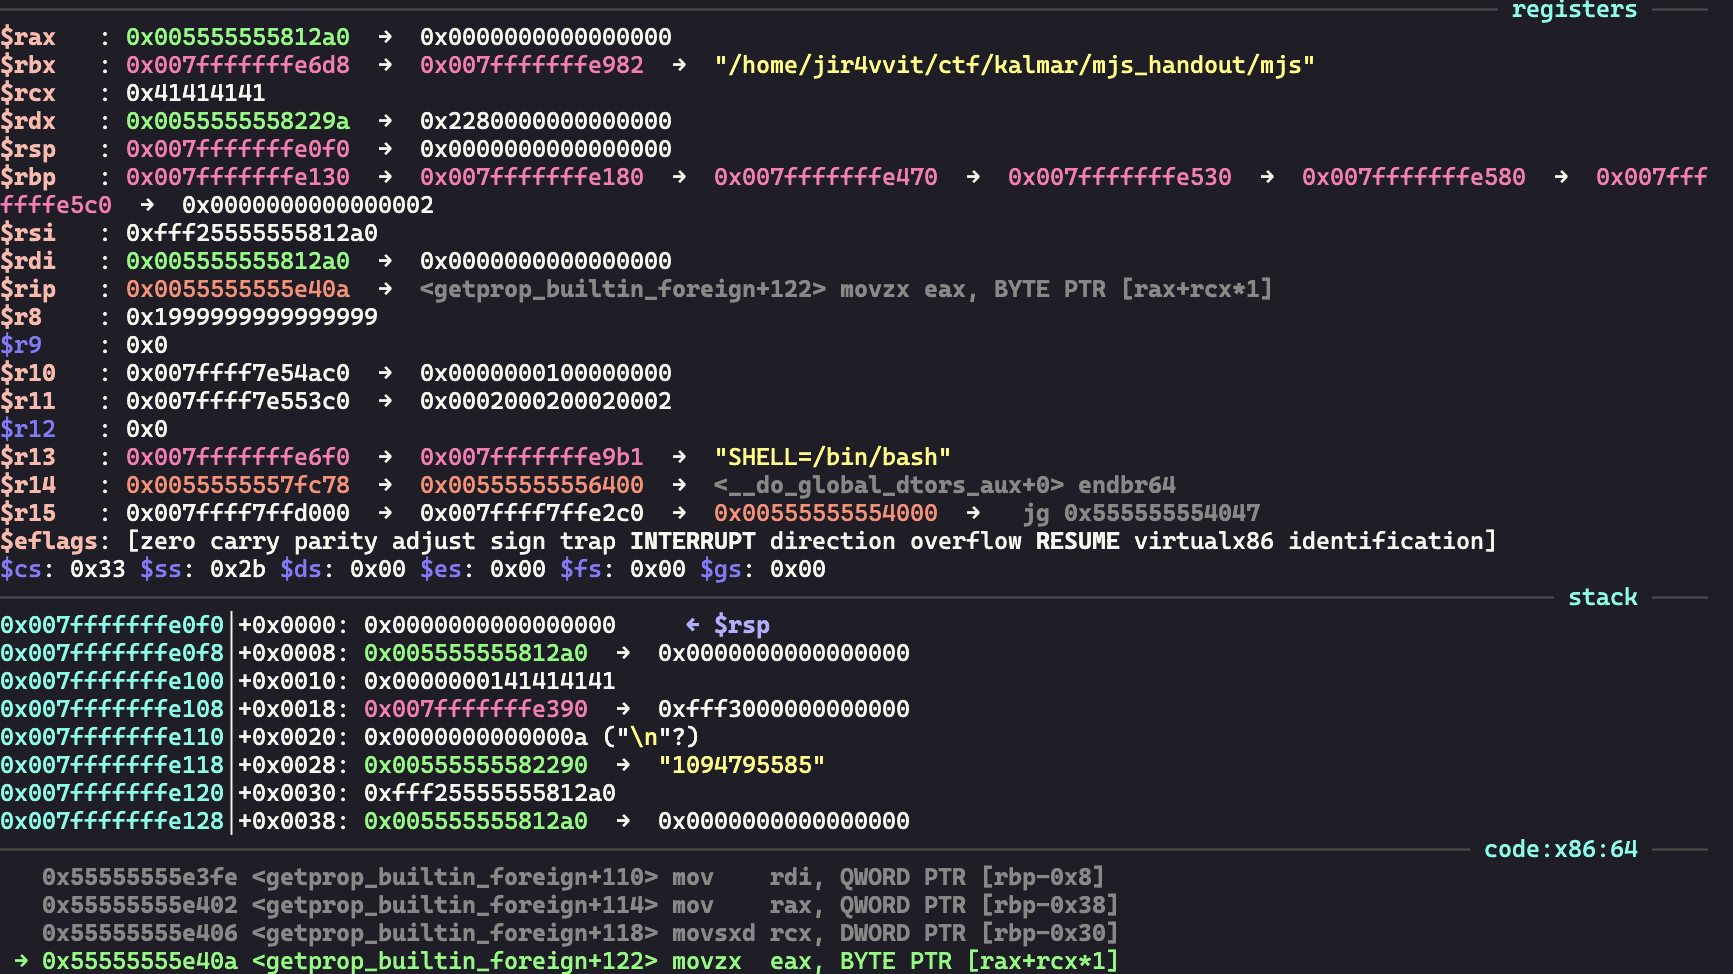 registers
$rax   : 0x005555555812a0  →  0x0000000000000000
$rbx   : 0x007fffffffe6d8  →  0x007fffffffe982  →  "/home/jir4vvit/ctf/kalmar/mjs_handout/mjs"
$rcx   : 0x41414141
$rdx   : 0x0055555558229a  →  0x2280000000000000
$rsp   : 0x007fffffffe0f0  →  0x0000000000000000
$rbp   : 0x007fffffffe130  →  0x007fffffffe180  →  0x007fffffffe470  →  0x007fffffffe530  →  0x007fffffffe580  →  0x007fff
ffffe5c0  →  0x0000000000000002
$rsi   : 0xfff25555555812a0
$rdi   : 0x005555555812a0  →  0x0000000000000000
$rip   : 0x0055555555e40a  →  <getprop_builtin_foreign+122> movzx eax, BYTE PTR [rax+rcx*1]
$r8    : 0x1999999999999999
$r9    : 0x0
$r10   : 0x007ffff7e54ac0  →  0x0000000100000000
$r11   : 0x007ffff7e553c0  →  0x0002000200020002
$r12   : 0x0
$r13   : 0x007fffffffe6f0  →  0x007fffffffe9b1  →  "SHELL=/bin/bash"
$r14   : 0x0055555557fc78  →  0x00555555556400  →  <__do_global_dtors_aux+0> endbr64
$r15   : 0x007ffff7ffd000  →  0x007ffff7ffe2c0  →  0x00555555554000  →   jg 0x555555554047
$eflags: [zero carry parity adjust sign trap INTERRUPT direction overflow RESUME virtualx86 identification]
$cs: 0x33 $ss: 0x2b $ds: 0x00 $es: 0x00 $fs: 0x00 $gs: 0x00
stack
0x007fffffffe0f0│+0x0000: 0x0000000000000000     ← $rsp
0x007fffffffe0f8│+0x0008: 0x005555555812a0  →  0x0000000000000000
0x007fffffffe100│+0x0010: 0x0000000141414141
0x007fffffffe108│+0x0018: 0x007fffffffe390  →  0xfff3000000000000
0x007fffffffe110│+0x0020: 0x0000000000000a ("\n"?)
0x007fffffffe118│+0x0028: 0x00555555582290  →  "1094795585"
0x007fffffffe120│+0x0030: 0xfff25555555812a0
0x007fffffffe128│+0x0038: 0x005555555812a0  →  0x0000000000000000
code:x86:64
0x55555555e3fe <getprop_builtin_foreign+110> mov    rdi, QWORD PTR [rbp-0x8]
0x55555555e402 <getprop_builtin_foreign+114> mov    rax, QWORD PTR [rbp-0x38]
0x55555555e406 <getprop_builtin_foreign+118> movsxd rcx, DWORD PTR [rbp-0x30]
→ 0x55555555e40a <getprop_builtin_foreign+122> movzx  eax, BYTE PTR [rax+rcx*1]